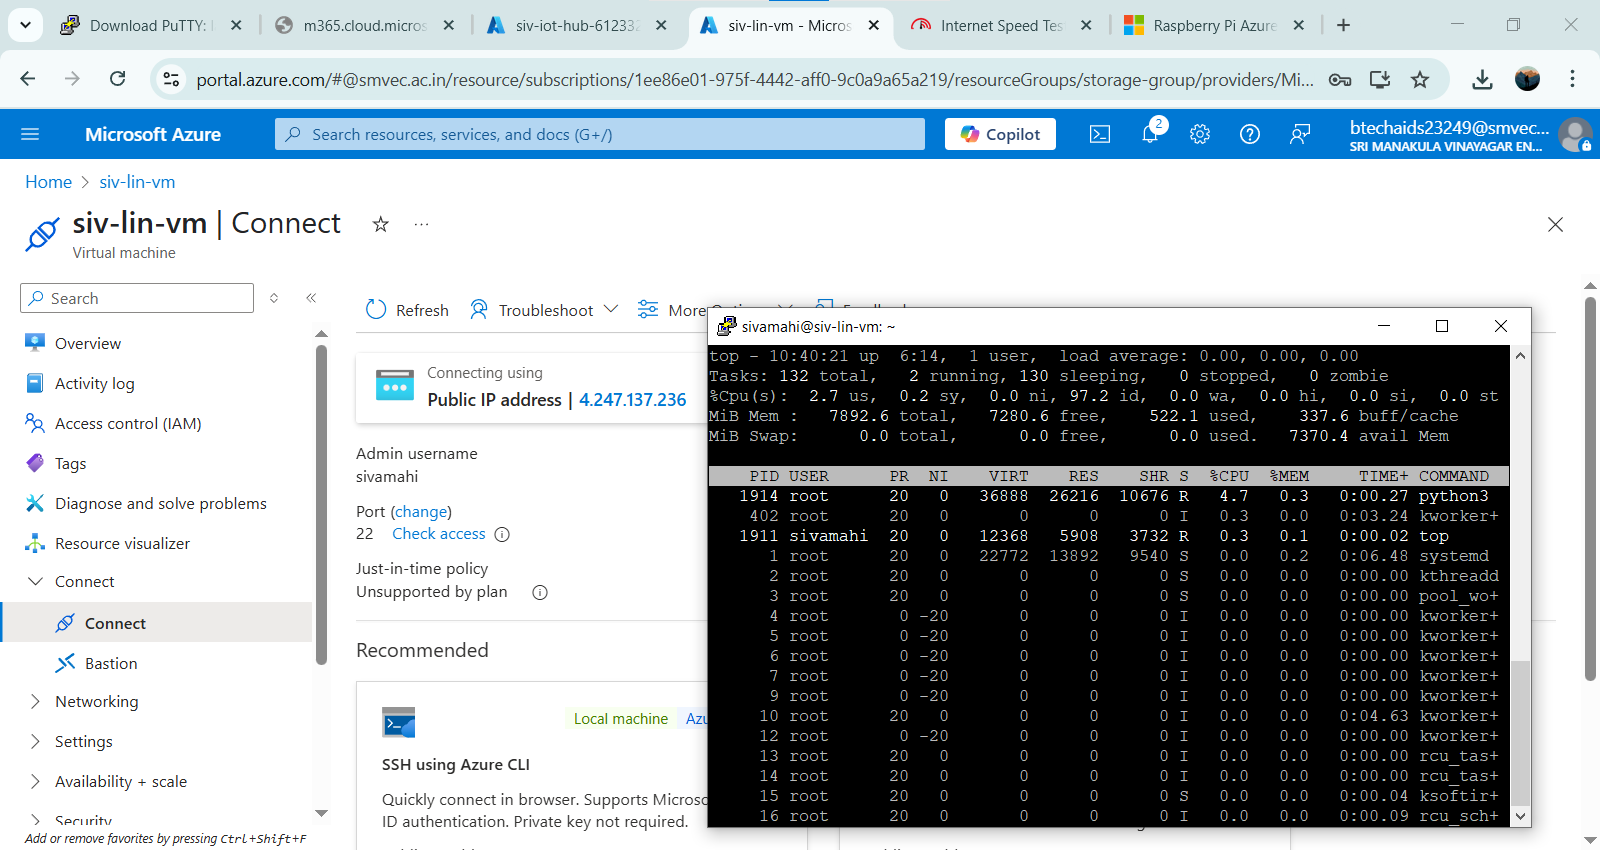 Download PuTTY: l
m365.cloud.micros
siv-iot-hub-612332
siv-lin-vm - Micros
Internet Speed Tes
Raspberry Pi Azure
portal.azure.com/#@smvec.ac.in/resource/subscriptions/1ee86e01-975f-4442-aff0-9c0a9a65a219/resourceGroups/storage-group/providers/Mi...
Microsoft Azure
Search resources, services, and docs (G+/)
Copilot
2
btechaids23249@smvec....
SRI MANAKULA VINAYAGAR EN...
Home > siv-lin-vm
siv-lin-vm | Connect
Virtual machine
Search
Overview
Activity log
Access control (IAM)
Tags
Diagnose and solve problems
Resource visualizer
Connect
Connect
Bastion
Networking
Settings
Availability + scale
Security
Add or remove favorites by pressing Ctrl+Shift+F
Refresh
Troubleshoot
More
Connecting using
Public IP address | 4.247.137.236
Admin username
sivamahi
Port (change)
22 Check access
Just-in-time policy
Unsupported by plan
Recommended
Local machine
Azu
SSH using Azure CLI
Quickly connect in browser. Supports Microso
ID authentication. Private key not required.
sivamahi@siv-lin-vm: ~
top - 10:40:21 up  6:14,  1 user,  load average: 0.00, 0.00, 0.00
Tasks: 132 total,   2 running, 130 sleeping,   0 stopped,   0 zombie
%Cpu(s):  2.7 us,  0.2 sy,  0.0 ni, 97.2 id,  0.0 wa,  0.0 hi,  0.0 si,  0.0 st
MiB Mem :   7892.6 total,   7280.6 free,    522.1 used,    337.6 buff/cache
MiB Swap:      0.0 total,      0.0 free,      0.0 used.   7370.4 avail Mem
PID USER      PR  NI    VIRT    RES    SHR S  %CPU  %MEM     TIME+ COMMAND
1914 root      20   0   36888  26216  10676 R   4.7   0.3   0:00.27 python3
402 root      20   0       0      0      0 I   0.3   0.0   0:03.24 kworker+
1911 sivamahi  20   0   12368   5908   3732 R   0.3   0.1   0:00.02 top
1 root      20   0   22772  13892   9540 S   0.0   0.2   0:06.48 systemd
2 root      20   0       0      0      0 S   0.0   0.0   0:00.00 kthreadd
3 root      20   0       0      0      0 S   0.0   0.0   0:00.00 pool_wo+
4 root       0 -20       0      0      0 I   0.0   0.0   0:00.00 kworker+
5 root       0 -20       0      0      0 I   0.0   0.0   0:00.00 kworker+
6 root       0 -20       0      0      0 I   0.0   0.0   0:00.00 kworker+
7 root       0 -20       0      0      0 I   0.0   0.0   0:00.00 kworker+
9 root       0 -20       0      0      0 I   0.0   0.0   0:00.00 kworker+
10 root      20   0       0      0      0 I   0.0   0.0   0:04.63 kworker+
12 root       0 -20       0      0      0 I   0.0   0.0   0:00.00 kworker+
13 root      20   0       0      0      0 I   0.0   0.0   0:00.00 rcu_tas+
14 root      20   0       0      0      0 I   0.0   0.0   0:00.00 rcu_tas+
15 root      20   0       0      0      0 S   0.0   0.0   0:00.04 ksoftir+
16 root      20   0       0      0      0 I   0.0   0.0   0:00.09 rcu_sch+